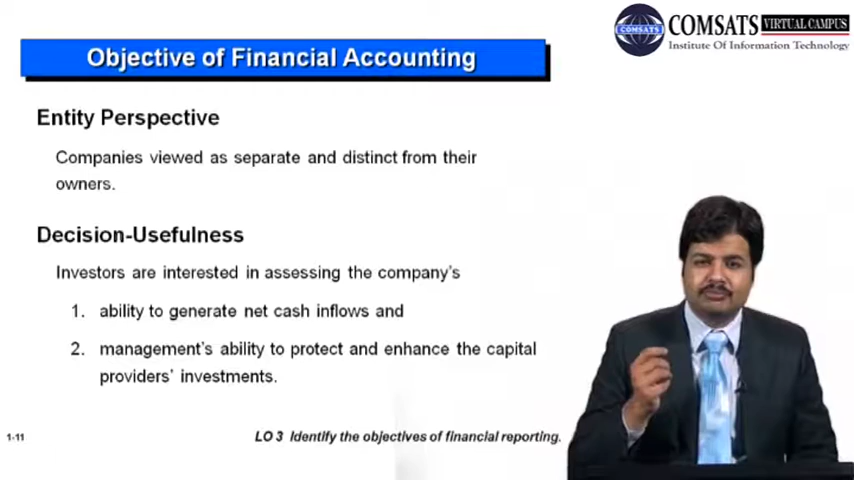 COMSATS VIRTUAL CAMPUS
COMSATS
Institute Of Information Technology
Objective of Financial Accounting
Entity Perspective
Companies viewed as separate and distinct from their
owners.
Decision-Usefulness
Investors are interested in assessing the company's
1. ability to generate net cash inflows and
2. management's ability to protect and enhance the capital
providers' investments.
1-11
LO 3 Identify the objectives of financial reporting.